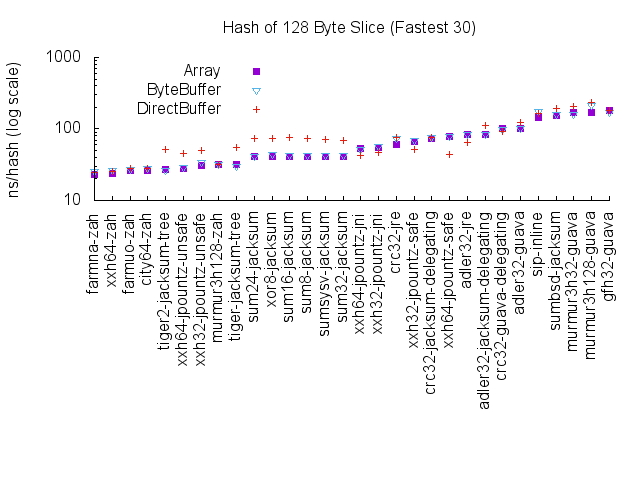 Hash of 128 Byte Slice (Fastest 30)
ns/hash (log scale)
1000
100
10
Array
ByteBuffer
DirectBuffer
farmna-zah
xxh64-zah
farmuo-zah
city64-zah
tiger2-jacksum-tree
xxh64-jpountz-unsafe
xxh32-jpountz-unsafe
murmur3h128-zah
tiger-jacksum-tree
sum24-jacksum
xor8-jacksum
sum16-jacksum
sum8-jacksum
sumsysv-jacksum
sum32-jacksum
xxh64-jpountz-jni
xxh32-jpountz-jni
crc32-jre
xxh32-jpountz-safe
crc32-jacksum-delegating
xxh64-jpountz-safe
adler32-jre
adler32-jacksum-delegating
crc32-guava-delegating
adler32-guava
sip-inline
sumbsd-jacksum
murmur3h32-guava
murmur3h128-guava
gfh32-guava